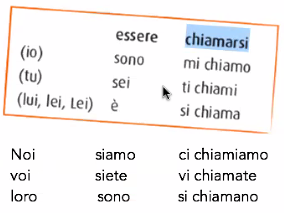 essere chiamarsi
(io) sono mi chiamo
(tu) sei ti chiami
(lui, lei, Lei) è si chiama
Noi siamo ci chiamiamo
voi siete vi chiamate
loro sono si chiamano